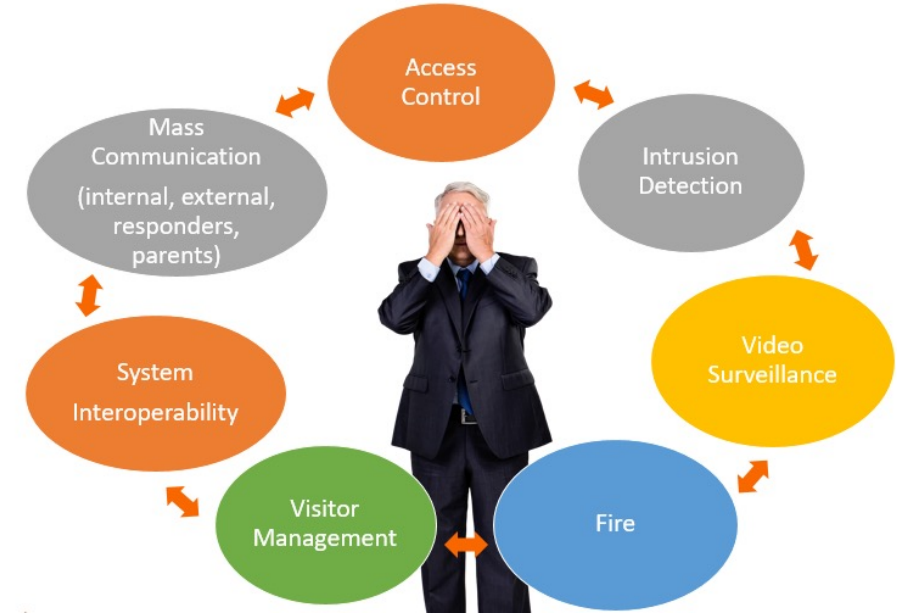 Access
Control
Intrusion
Detection
Video
Surveillance
Fire
Visitor
Management
System
Interoperability
Mass
Communication
(internal, external,
responders,
parents)